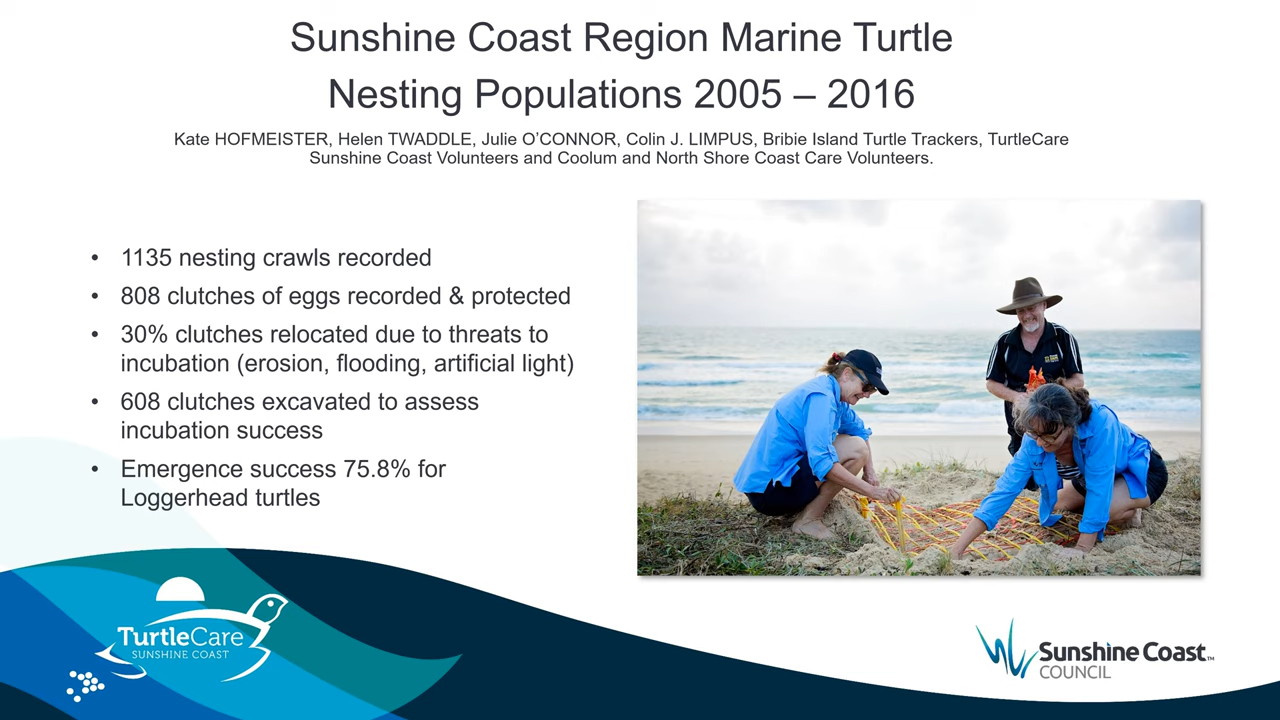 Sunshine Coast Region Marine Turtle
Nesting Populations 2005 – 2016
Kate HOFMEISTER, Helen TWADDLE, Julie O’CONNOR, Colin J. LIMPUS, Bribie Island Turtle Trackers, TurtleCare
Sunshine Coast Volunteers and Coolum and North Shore Coast Care Volunteers.
• 1135 nesting crawls recorded
• 808 clutches of eggs recorded & protected
• 30% clutches relocated due to threats to
incubation (erosion, flooding, artificial light)
• 608 clutches excavated to assess
incubation success
• Emergence success 75.8% for
Loggerhead turtles
TurtleCare
SUNSHINE COAST
Sunshine Coast™
COUNCIL